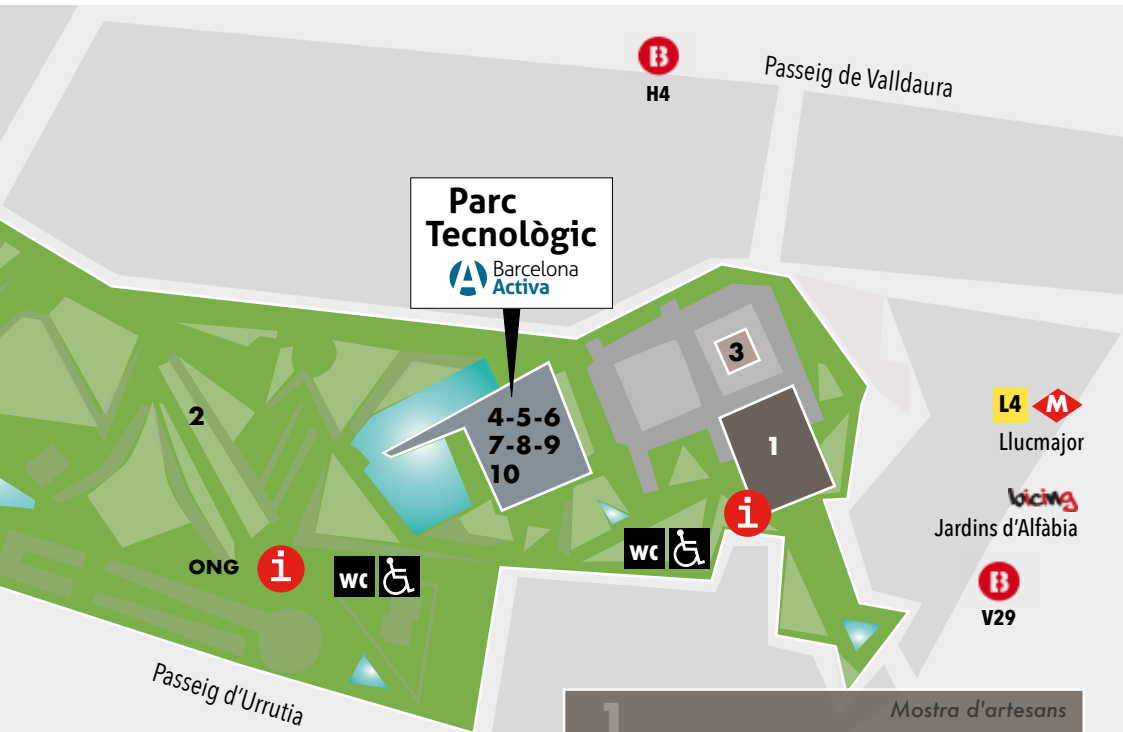 B
H4
Passeig de Valldaura
Parc
Tecnològic
Barcelona
Activa
3
2
4-5-6
7-8-9
10
1
L4 M
Llucmajor
bicing
Jardins d'Alfàbia
i
wc
ONG i
wc
B
V29
Passeig d'Urrutia
1
Mostra d'artesans